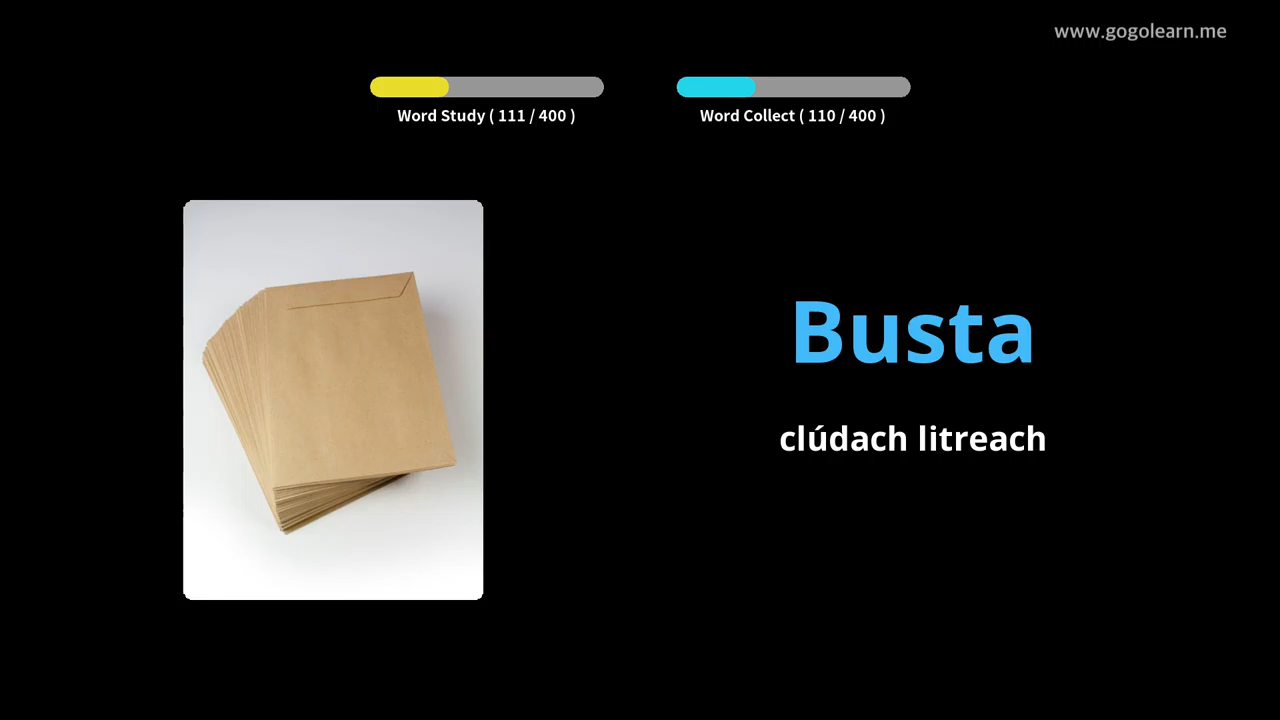 www.gogolearn.me
Word Study ( 111 / 400 )
Word Collect ( 110 / 400 )
Busta
clúdach litreach